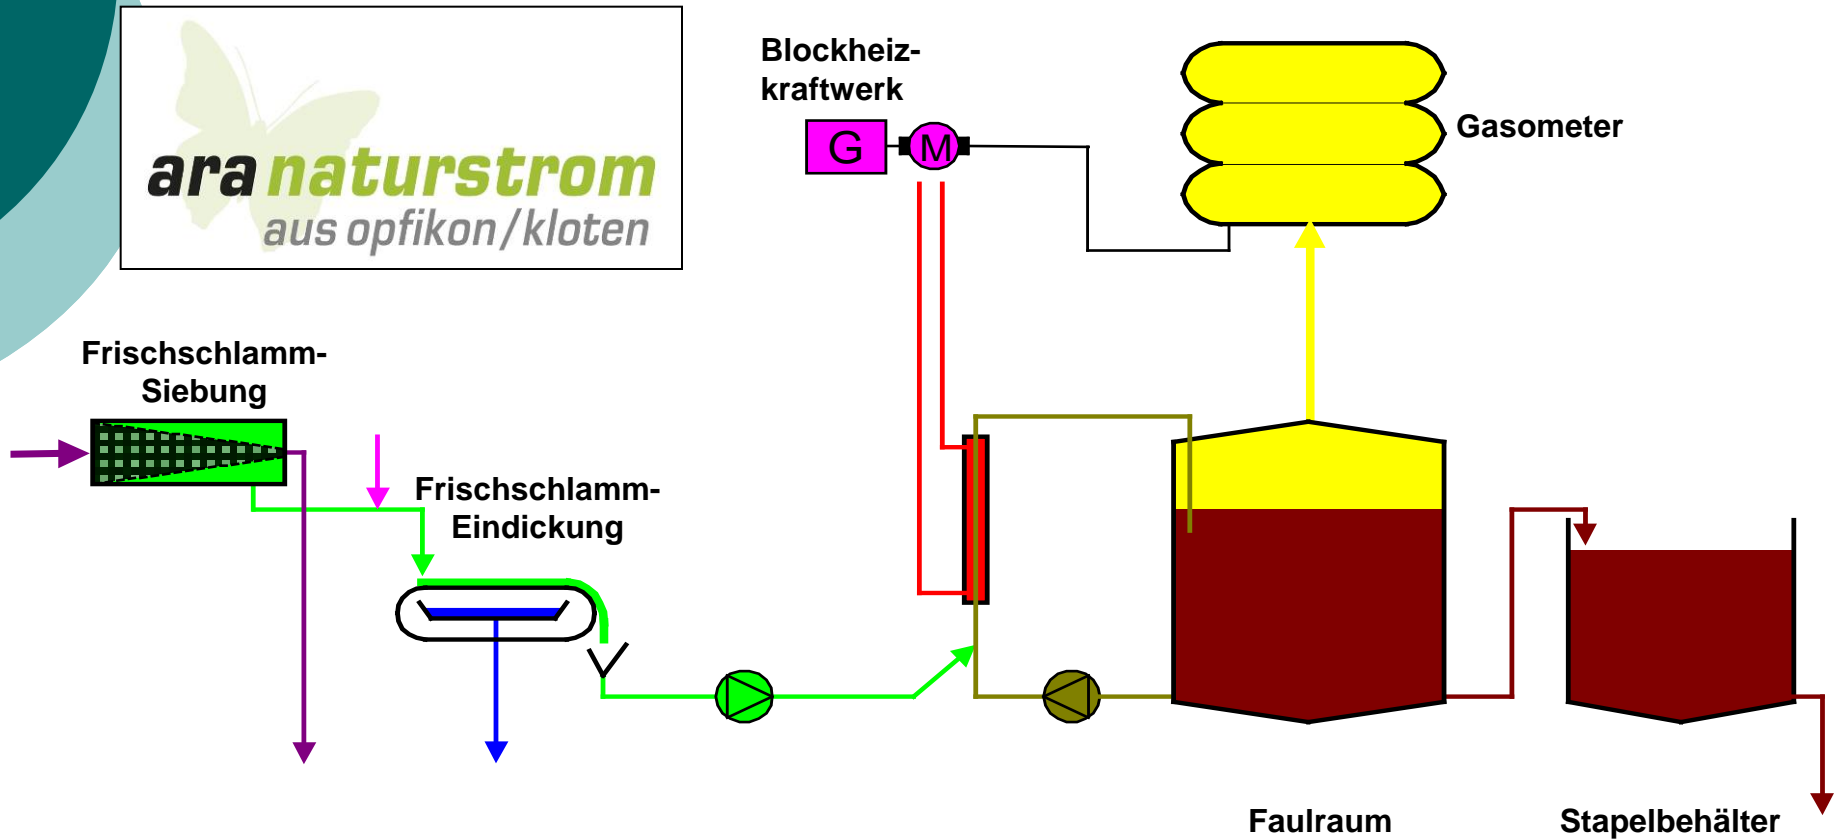 ara naturstrom
aus opfikon/kloten
Blockheiz-
kraftwerk
G
M
Gasometer
Frischschlamm-
Siebung
Frischschlamm-
Eindickung
Faulraum
Stapelbehälter